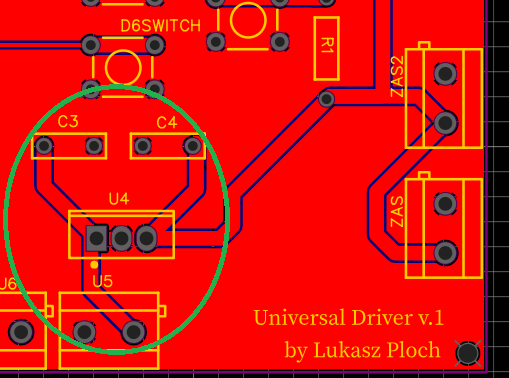 D6SWITCH
R1
ZAS2
C3
C4
U4
ZAS
U6
U5
Universal Driver v.1
by Lukasz Ploch